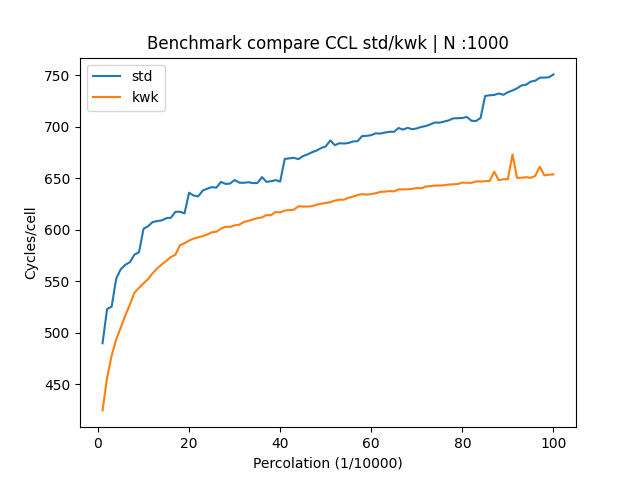 Benchmark compare CCL std/kwk | N :1000
std
kwk
750
700
650
600
550
500
450
Cycles/cell
0 20 40 60 80 100
Percolation (1/10000)